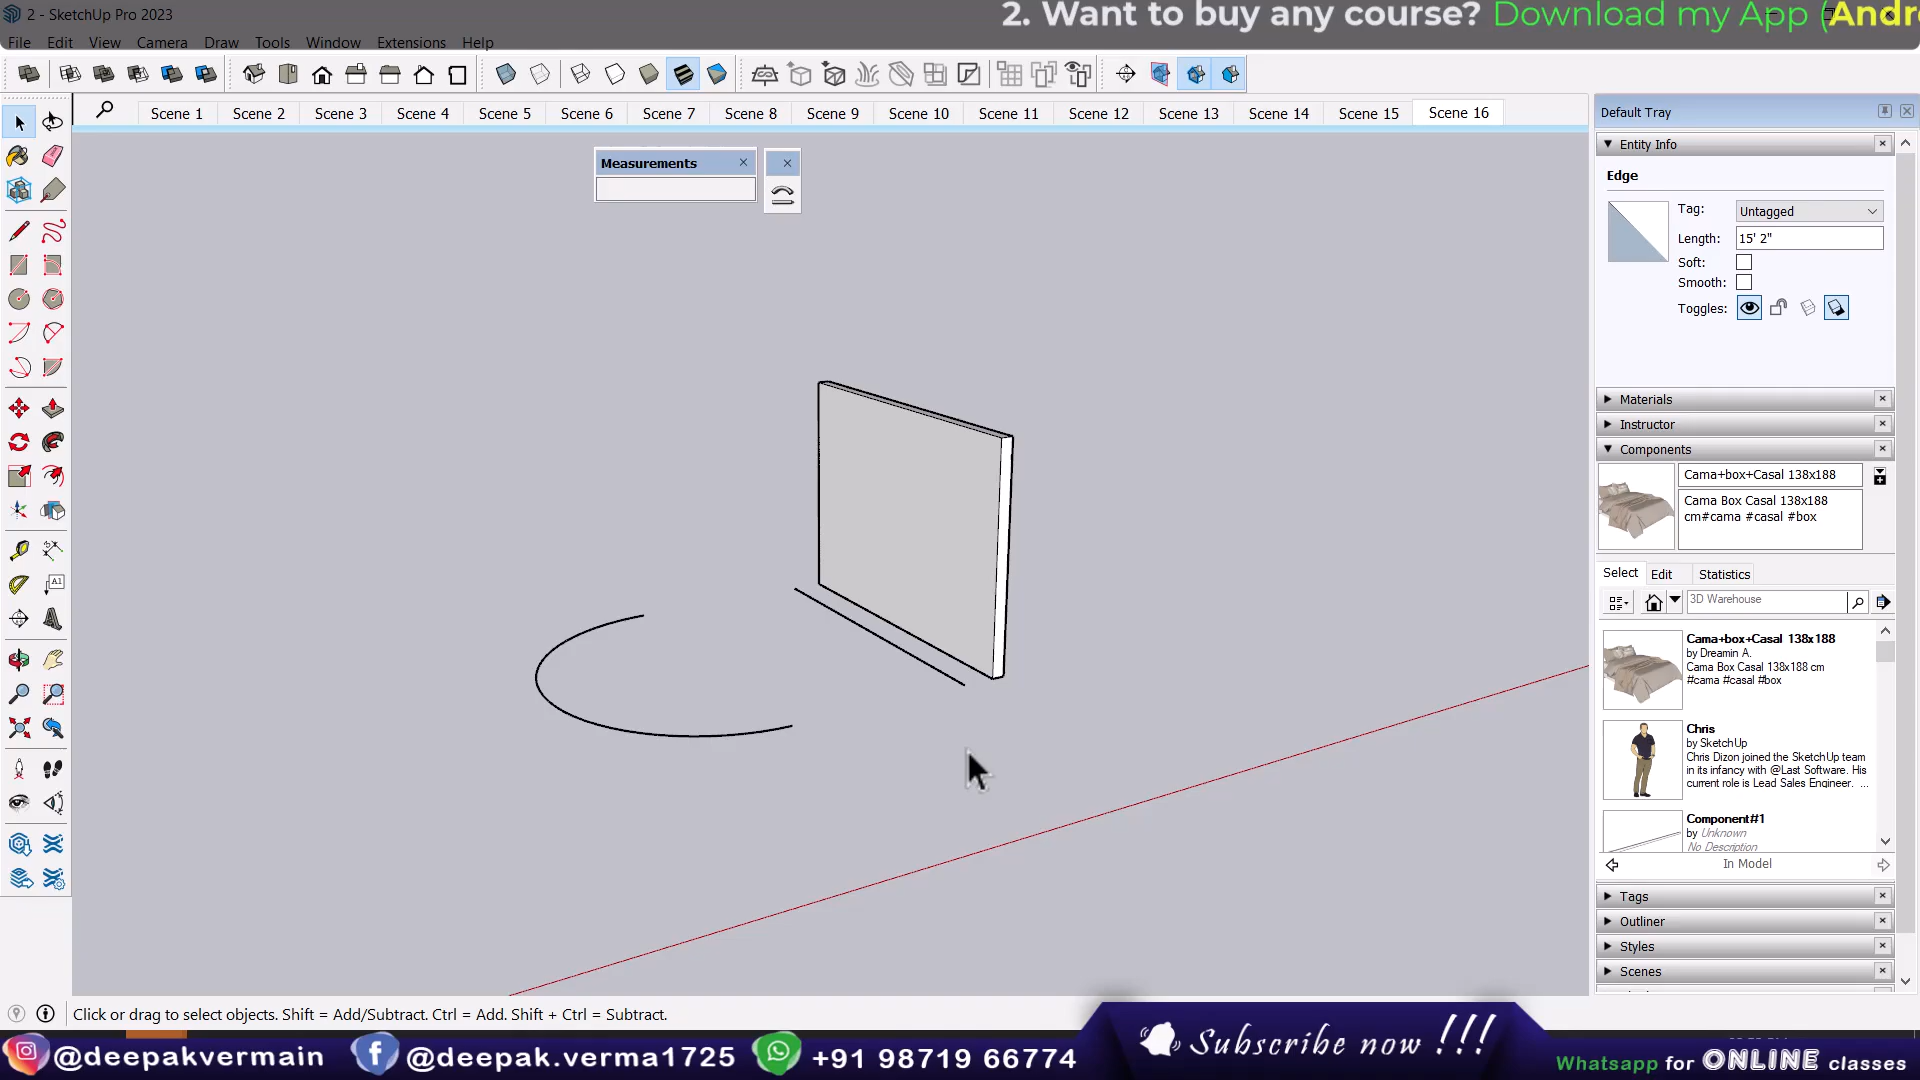 2 - SketchUp Pro 2023
2. Want to buy any course? Download my App (Andr
File Edit View Camera Draw Tools Window Extensions Help
Scene 1 Scene 2 Scene 3 Scene 4 Scene 5 Scene 6 Scene 7 Scene 8 Scene 9 Scene 10 Scene 11 Scene 12 Scene 13 Scene 14 Scene 15 Scene 16
Measurements
Default Tray
Entity Info
Edge
Tag: Untagged
Length: 15' 2"
Soft:
Smooth:
Toggles:
Materials
Instructor
Components
Cama+box+Casal 138x188
Cama Box Casal 138x188
cm#cama #casal #box
Select Edit Statistics
3D Warehouse
Cama+box+Casal 138x188
by Dreamin A.
Cama Box Casal 138x188 cm
#cama #casal #box
Chris
by SketchUp
Chris Dizon joined the SketchUp team
in its infancy with @Last Software. His
current role is Lead Sales Engineer. ...
Component#1
by Unknown
No Description
In Model
Tags
Outliner
Styles
Scenes
A1
Click or drag to select objects. Shift = Add/Subtract. Ctrl = Add. Shift + Ctrl = Subtract.
@deepakvermain @deepak.verma1725 +91 98719 66774
Subscribe now !!!
Whatsapp for ONLINE classes